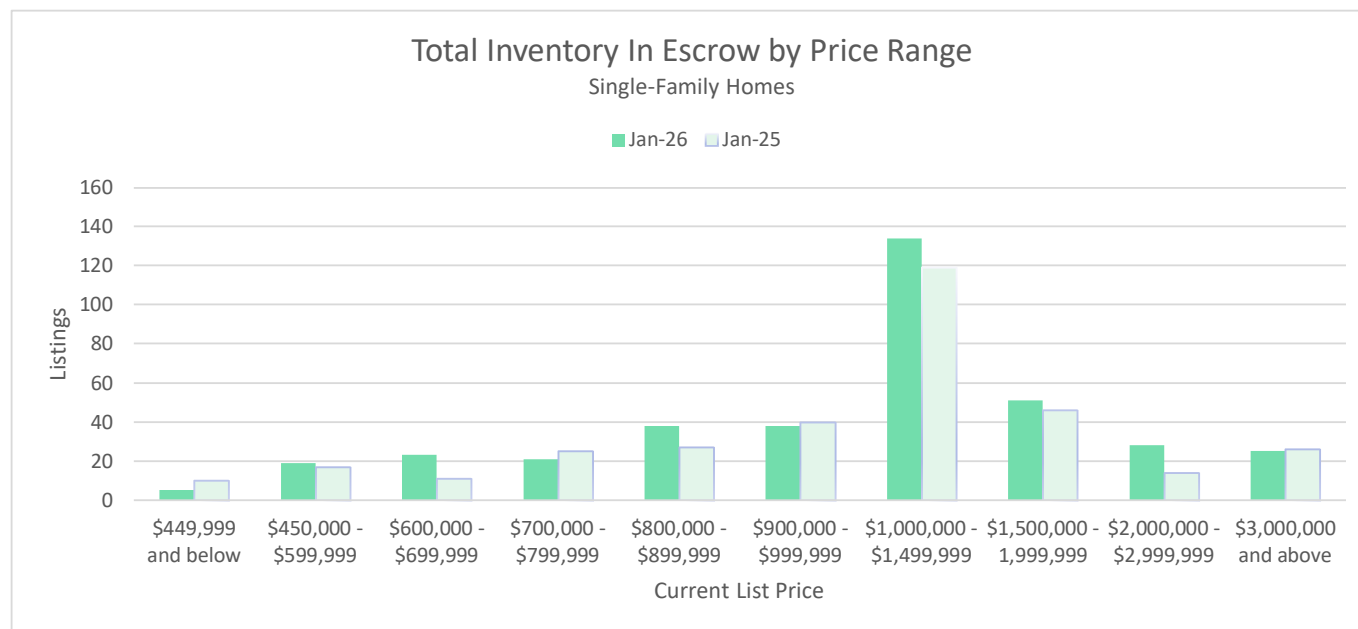 Total Inventory In Escrow by Price Range
Single-Family Homes
Jan-26 Jan-25
160
140
120
100
80
60
40
20
0
Listings
$449,999 and below
$450,000 - $599,999
$600,000 - $699,999
$700,000 - $799,999
$800,000 - $899,999
$900,000 - $999,999
$1,000,000 - $1,499,999
$1,500,000 - 1,999,999
$2,000,000 - $2,999,999
$3,000,000 and above
Current List Price